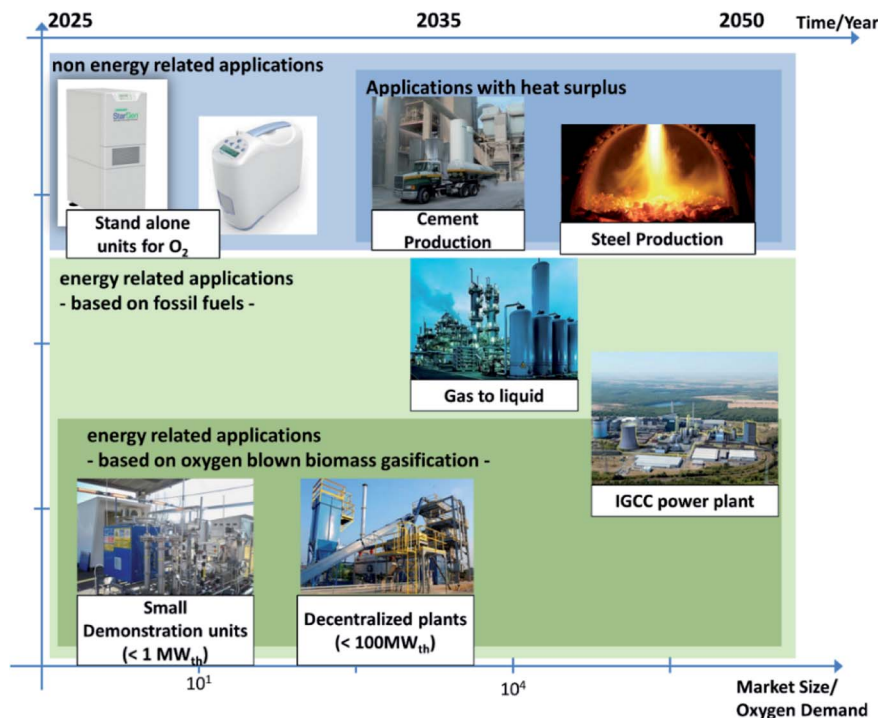 2025 2035 2050 Time/Year
non energy related applications
Applications with heat surplus
StarGen
Stand alone
units for O₂
Cement
Production
Steel Production
energy related applications
- based on fossil fuels -
Gas to liquid
energy related applications
- based on oxygen blown biomass gasification -
IGCC power plant
Small
Demonstration units
(< 1 MWₜₕ)
Decentralized plants
(< 100MWₜₕ)
10¹ 10⁴ Market Size/
Oxygen Demand